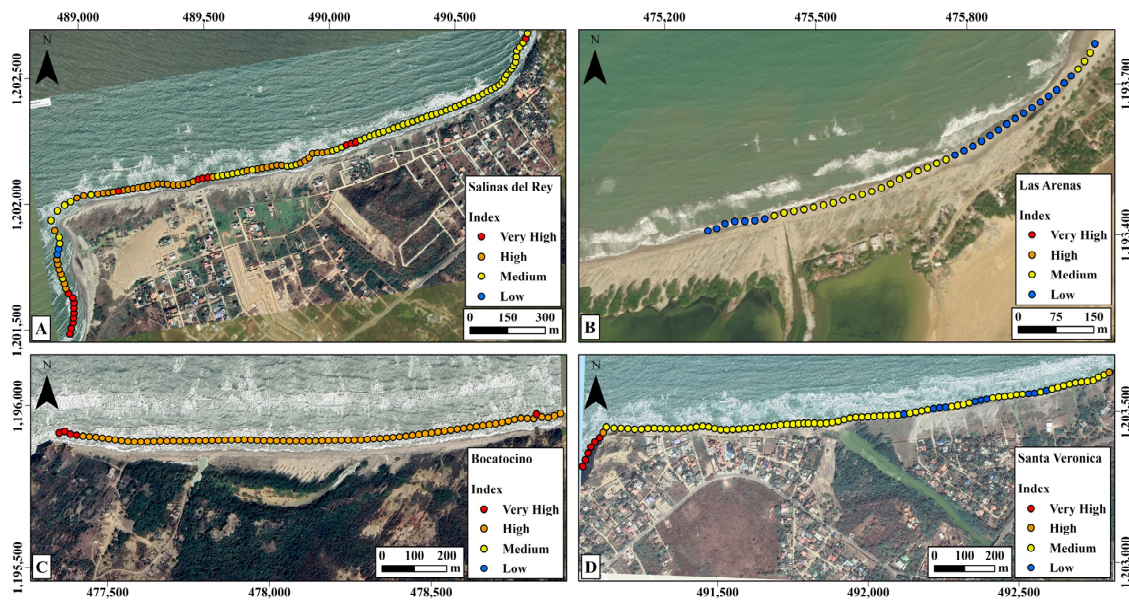 489,000 489,500 490,000 490,500
475,200 475,500 475,800
N
1,202,500
1,202,000
1,201,500
Salinas del Rey
Index
Very High
High
Medium
Low
0 150 300
m
A
N
1,193,700
1,193,400
Las Arenas
Index
Very High
High
Medium
Low
0 75 150
m
B
N
1,196,000
1,195,500
Bocatocino
Index
Very High
High
Medium
Low
0 100 200
m
C
477,500 478,000 478,500
N
1,203,500
1,203,000
Santa Veronica
Index
Very High
High
Medium
Low
0 100 200
m
D
491,500 492,000 492,500